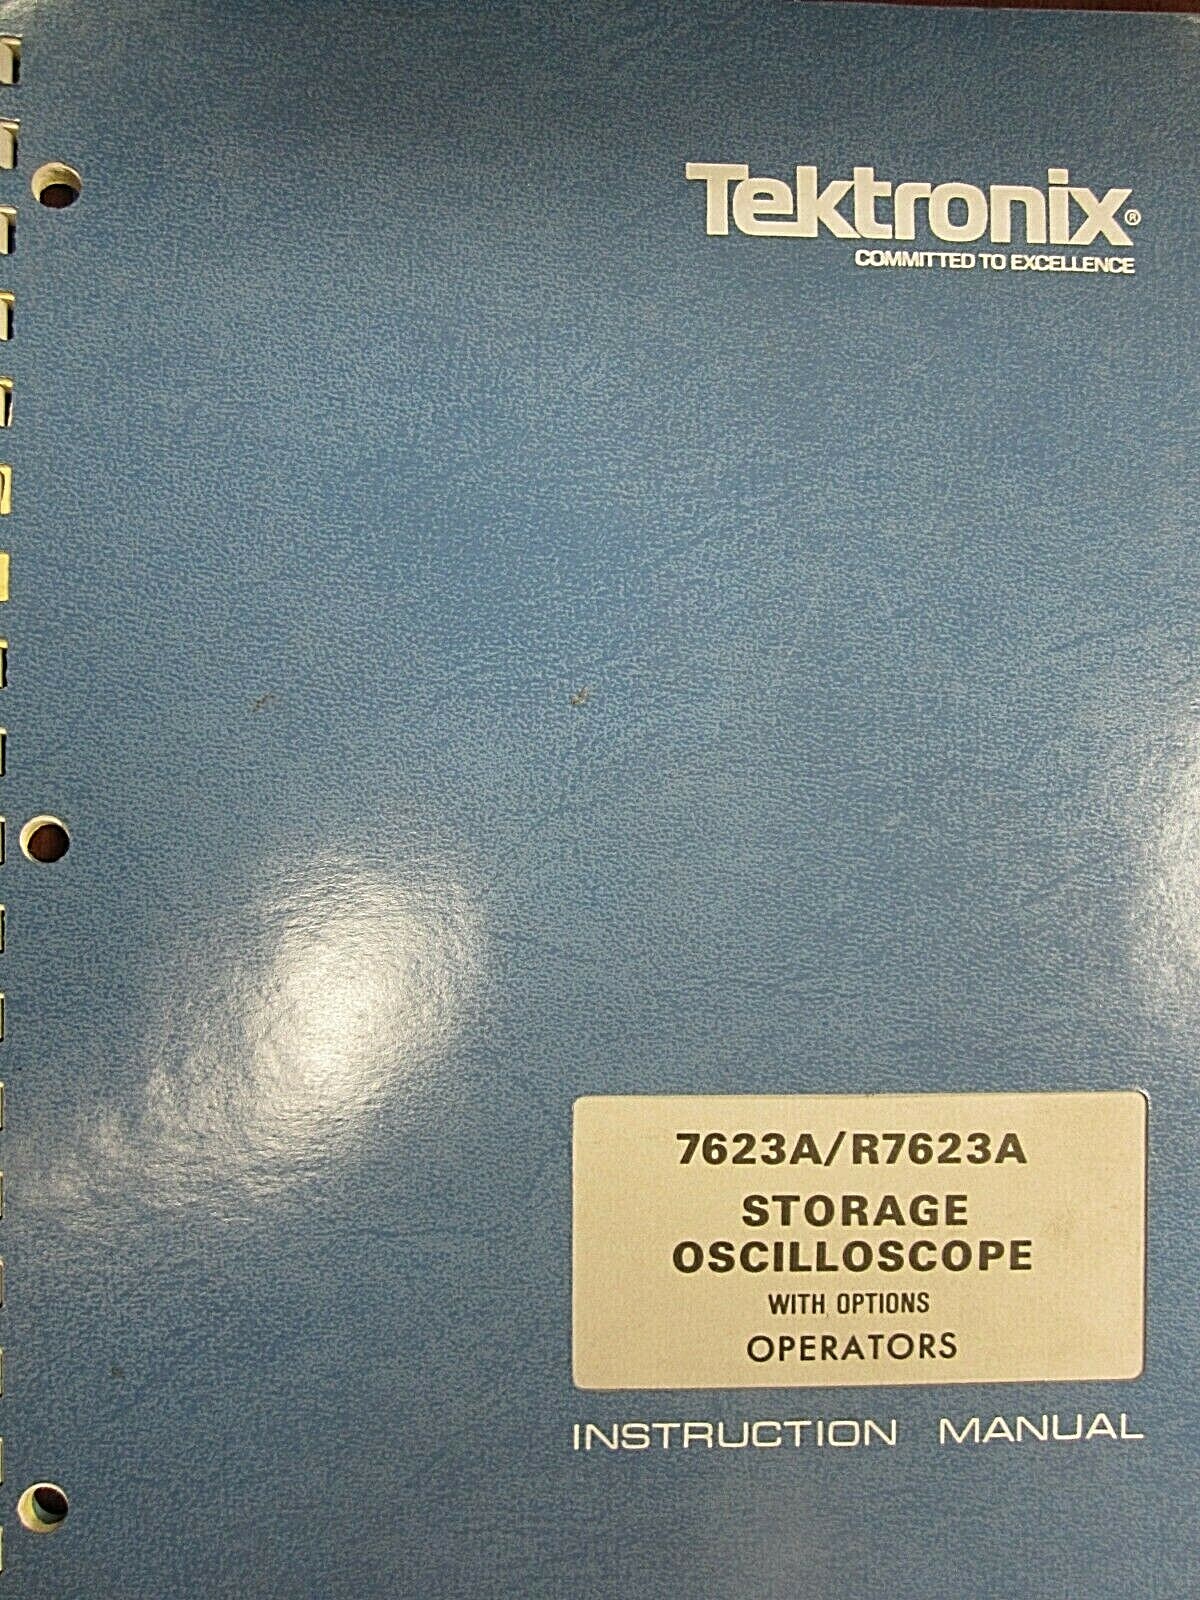 Tektronix®
COMMITTED TO EXCELLENCE
7623A/R7623A
STORAGE
OSCILLOSCOPE
WITH OPTIONS
OPERATORS
INSTRUCTION MANUAL